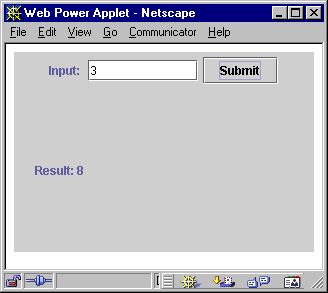 Web Power Applet - Netscape
File Edit View Go Communicator Help
Input: 3 Submit
Result: 8